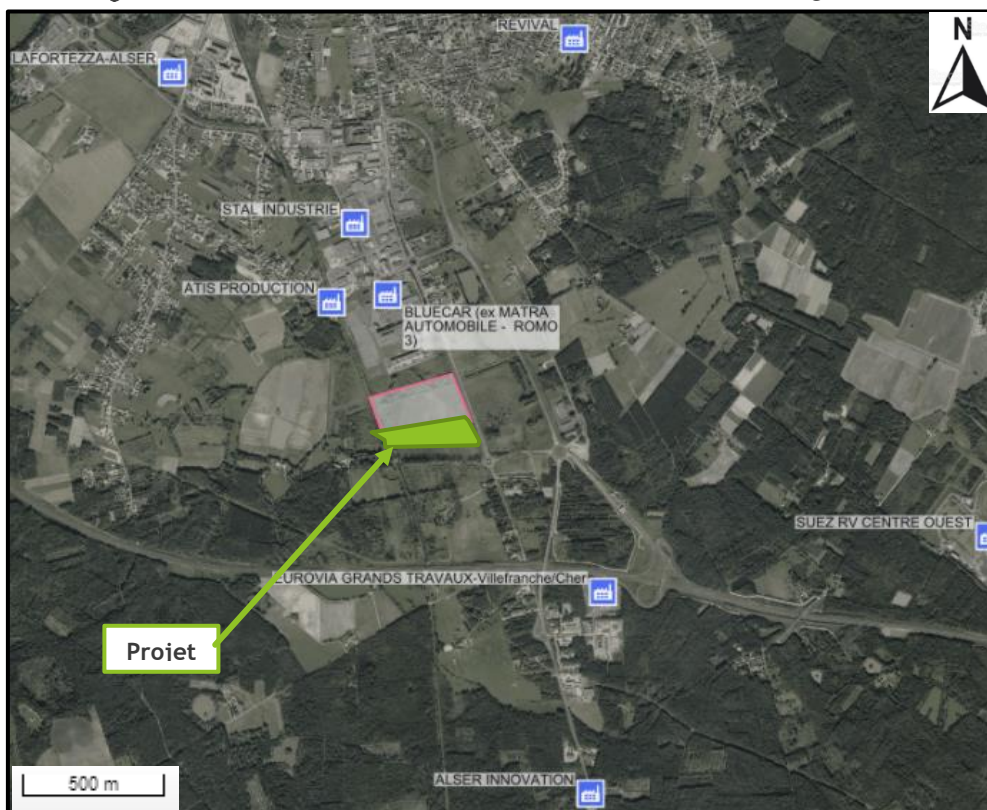 REVIVAL
N
LAFORTEZZA-ALSER
STAL INDUSTRIE
ATIS PRODUCTION
BLUECAR (ex MATRA
AUTOMOBILE - ROMO
3)
SUEZ RV CENTRE OUEST
EUROVIA GRANDS TRAVAUX-Villefranche/Cher
Projet
500 m
ALSER INNOVATION